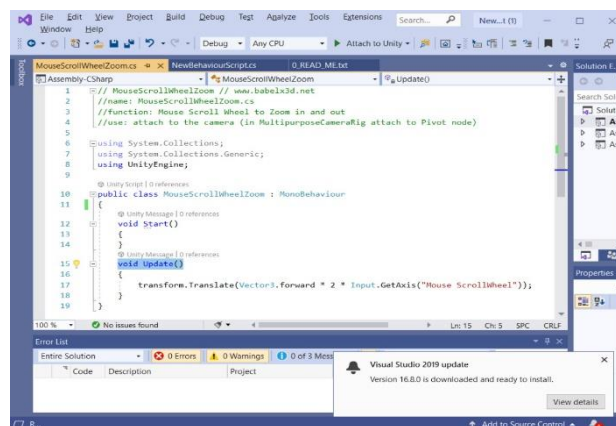 File Edit View Project Build Debug Test Analyze Tools Extensions Search... New...t (1)
Window Help
Debug Any CPU Attach to Unity
Toolbox
MouseScrollWheelZoom.cs NewBehaviourScript.cs 0_READ_ME.txt
Assembly-CSharp MouseScrollWheelZoom Update()
1 // MouseScrollWheelZoom // www.babelx3d.net
2 //name: MouseScrollWheelZoom.cs
3 //function: Mouse Scroll Wheel to Zoom in and out
4 //use: attach to the camera (in MultipurposeCameraRig attach to Pivot node)
5
6 using System.Collections;
7 using System.Collections.Generic;
8 using UnityEngine;
9
Unity Script | 0 references
10 public class MouseScrollWheelZoom : MonoBehaviour
11 {
Unity Message | 0 references
12 void Start()
13 {
14 }
Unity Message | 0 references
15 void Update()
16 {
17 transform.Translate(Vector3.forward * 2 * Input.GetAxis("Mouse ScrollWheel"));
18 }
19 }
100 % No issues found Ln: 15 Ch: 5 SPC CRLF
Solution E...
Search Sol
Solut
Properties
Error List
Entire Solution 0 Errors 0 Warnings 0 of 3 Mess
Code Description Project
Visual Studio 2019 update
Version 16.8.0 is downloaded and ready to install.
View details
Add to Source Control